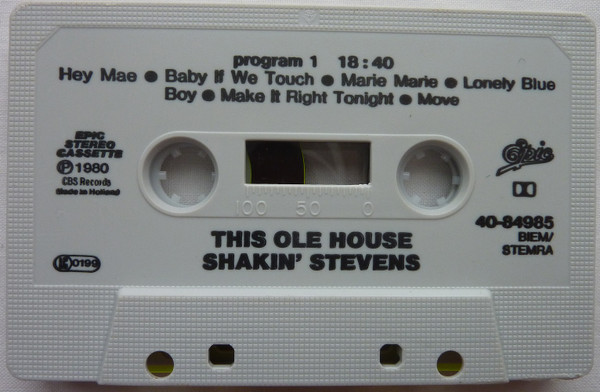 program 1 18:40
Hey Mae ● Baby If We Touch ● Marie Marie ● Lonely Blue
Boy ● Make It Right Tonight ● Move
EPIC
STEREO
CASSETTE
Ⓟ 1980
CBS Records
Made in Holland
Epic
100 50 0
40-84985
BIEM/
STEMRA
THIS OLE HOUSE
SHAKIN' STEVENS
0199